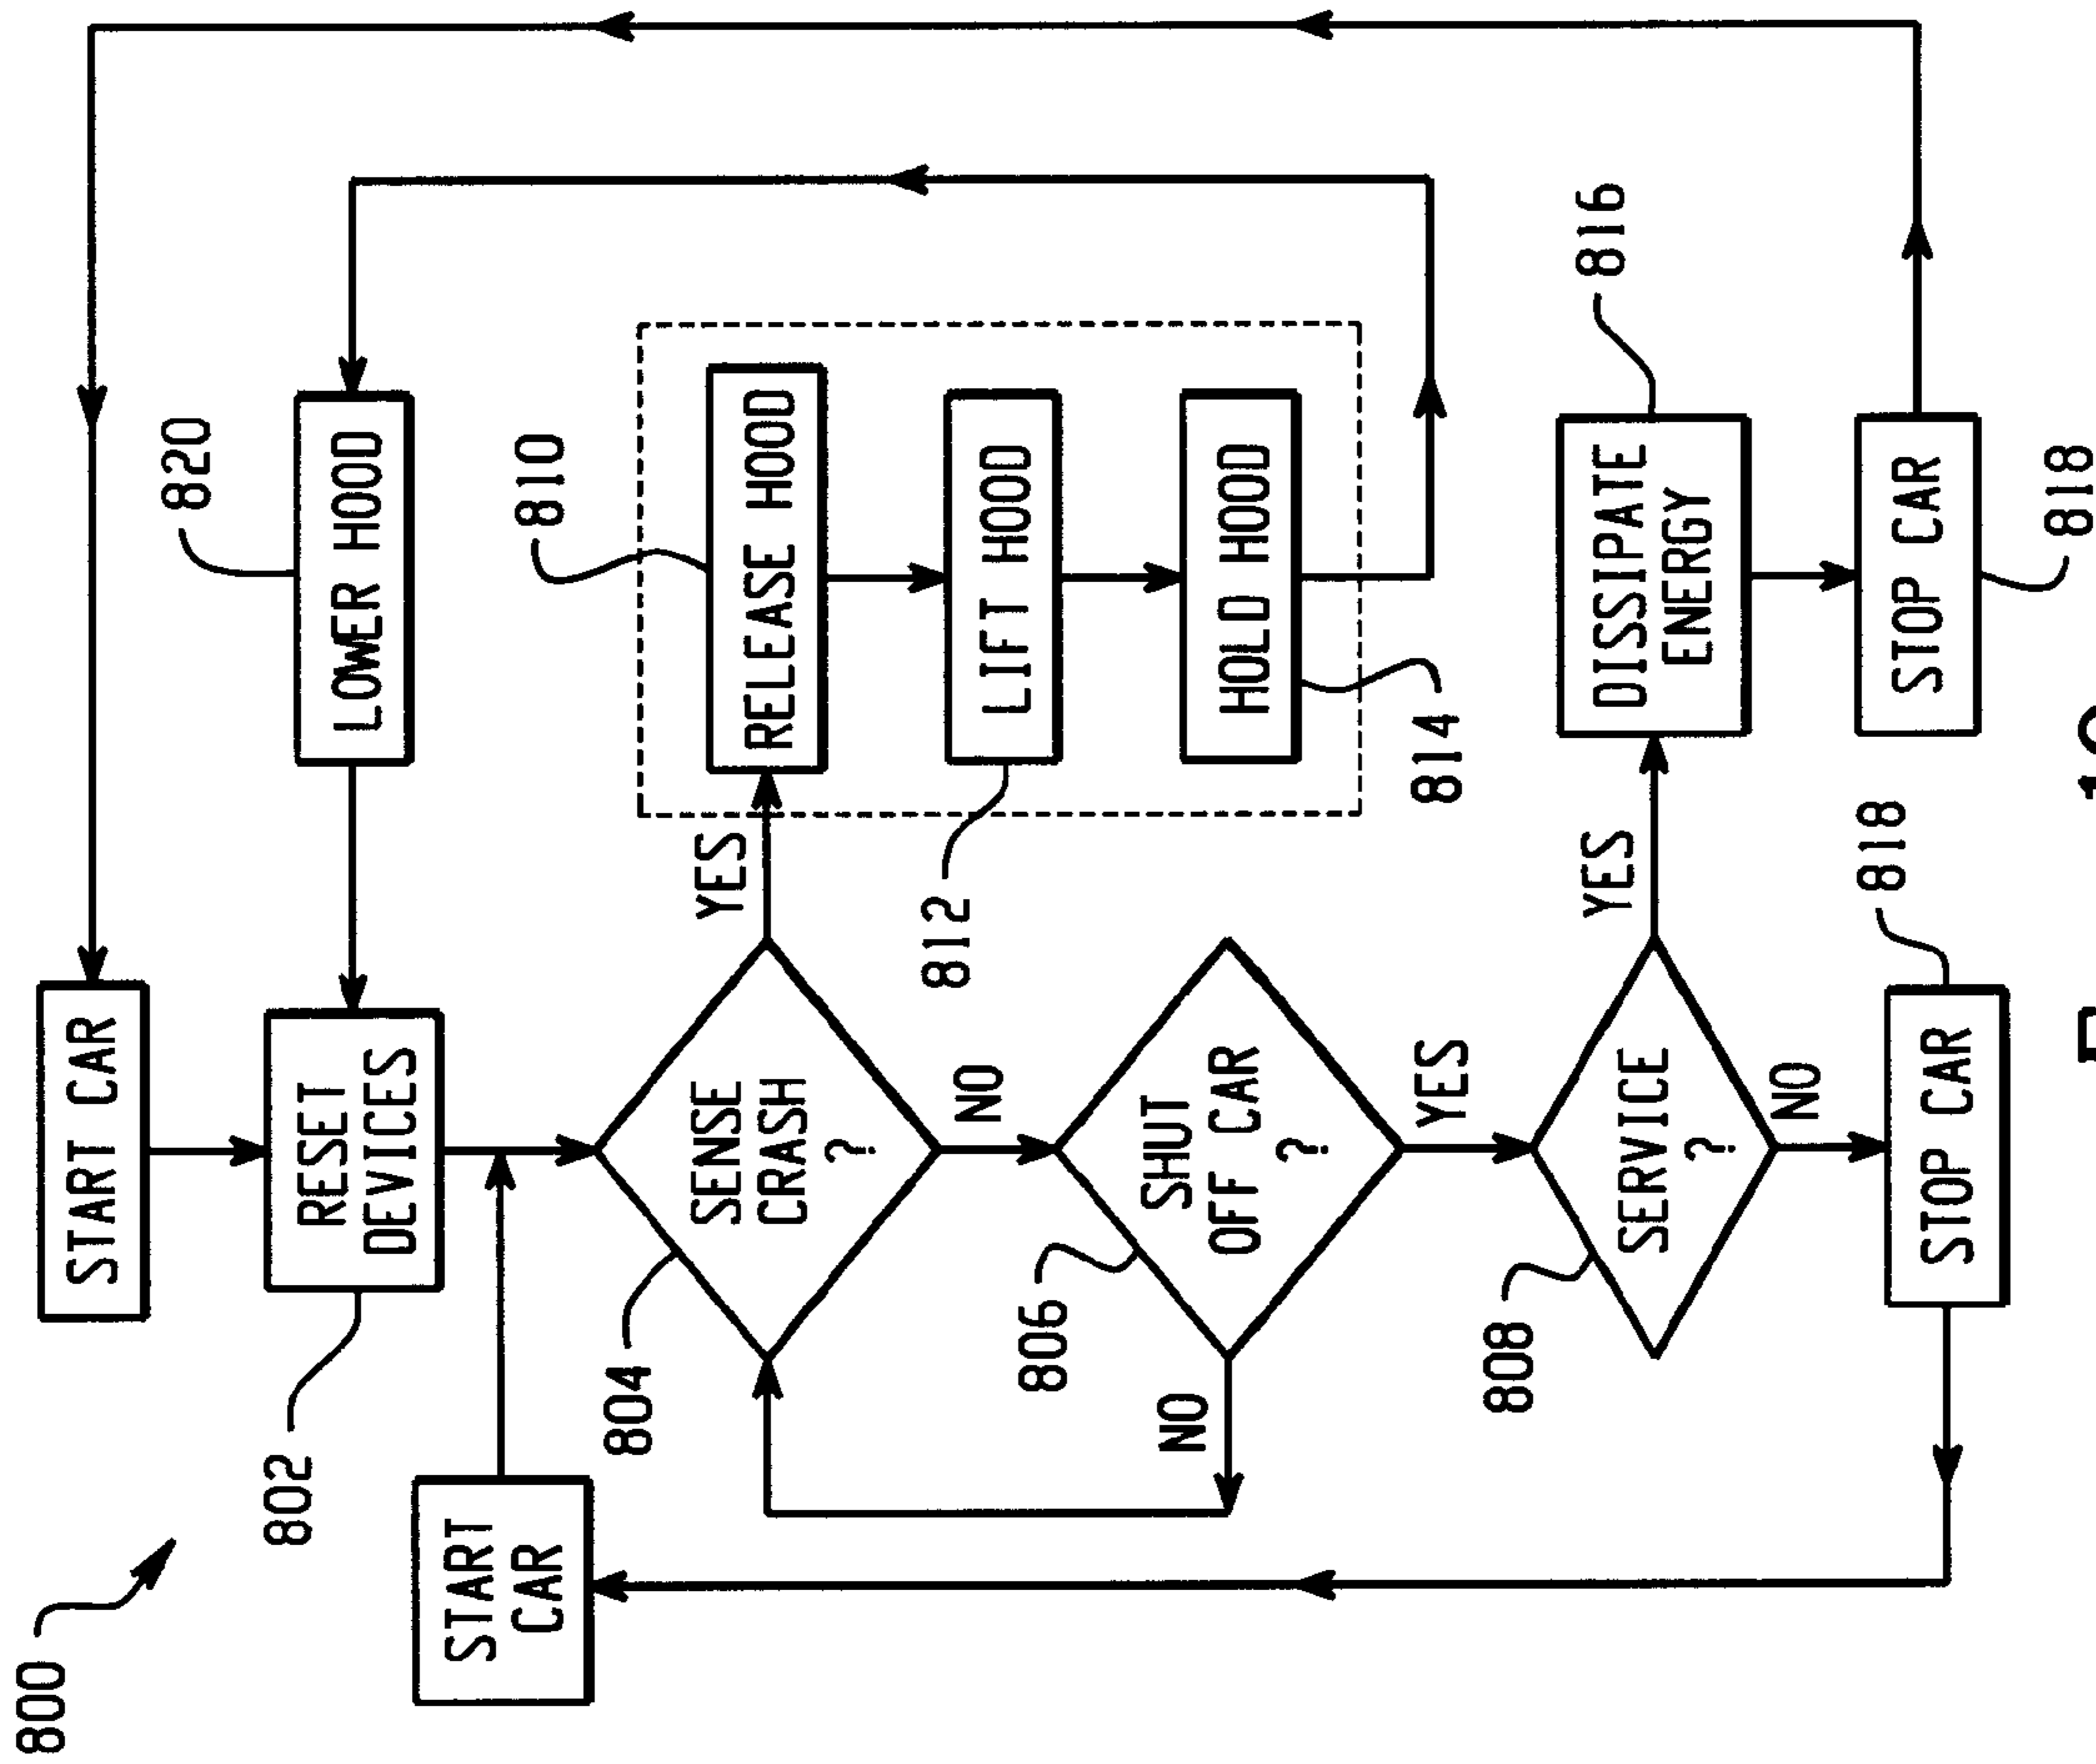 800
START CAR
802
RESET
DEVICES
820
LOWER HOOD
START
CAR
804
SENSE
CRASH
?
YES
NO
810
RELEASE HOOD
812
LIFT HOOD
814
HOLD HOOD
806
SHUT
OFF CAR
?
NO
YES
808
SERVICE
?
YES
NO
816
DISSIPATE
ENERGY
818
STOP CAR
818
STOP CAR